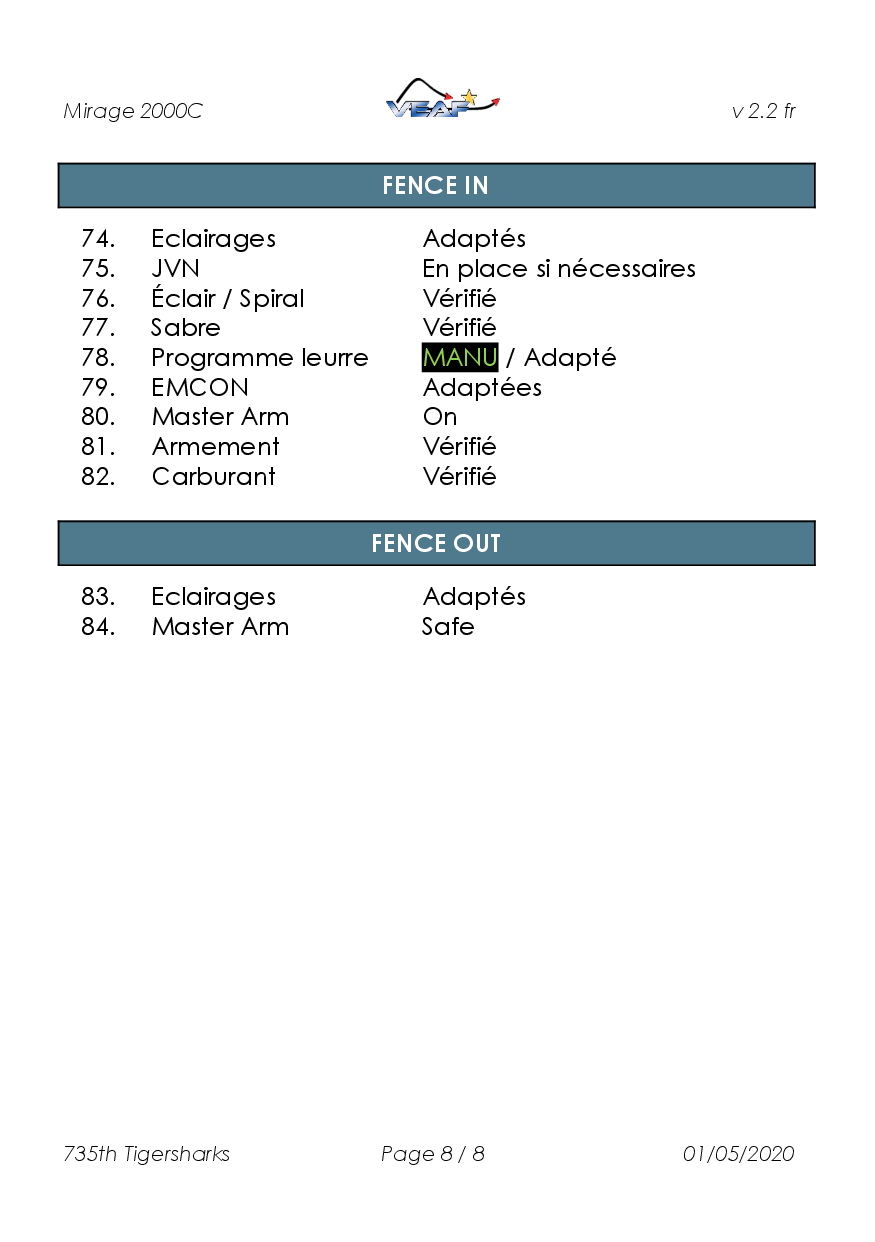 Mirage 2000C VEAF v 2.2 fr
FENCE IN
74. Eclairages Adaptés
75. JVN En place si nécessaires
76. Éclair / Spiral Vérifié
77. Sabre Vérifié
78. Programme leurre MANU / Adapté
79. EMCON Adaptées
80. Master Arm On
81. Armement Vérifié
82. Carburant Vérifié
FENCE OUT
83. Eclairages Adaptés
84. Master Arm Safe
735th Tigersharks Page 8 / 8 01/05/2020